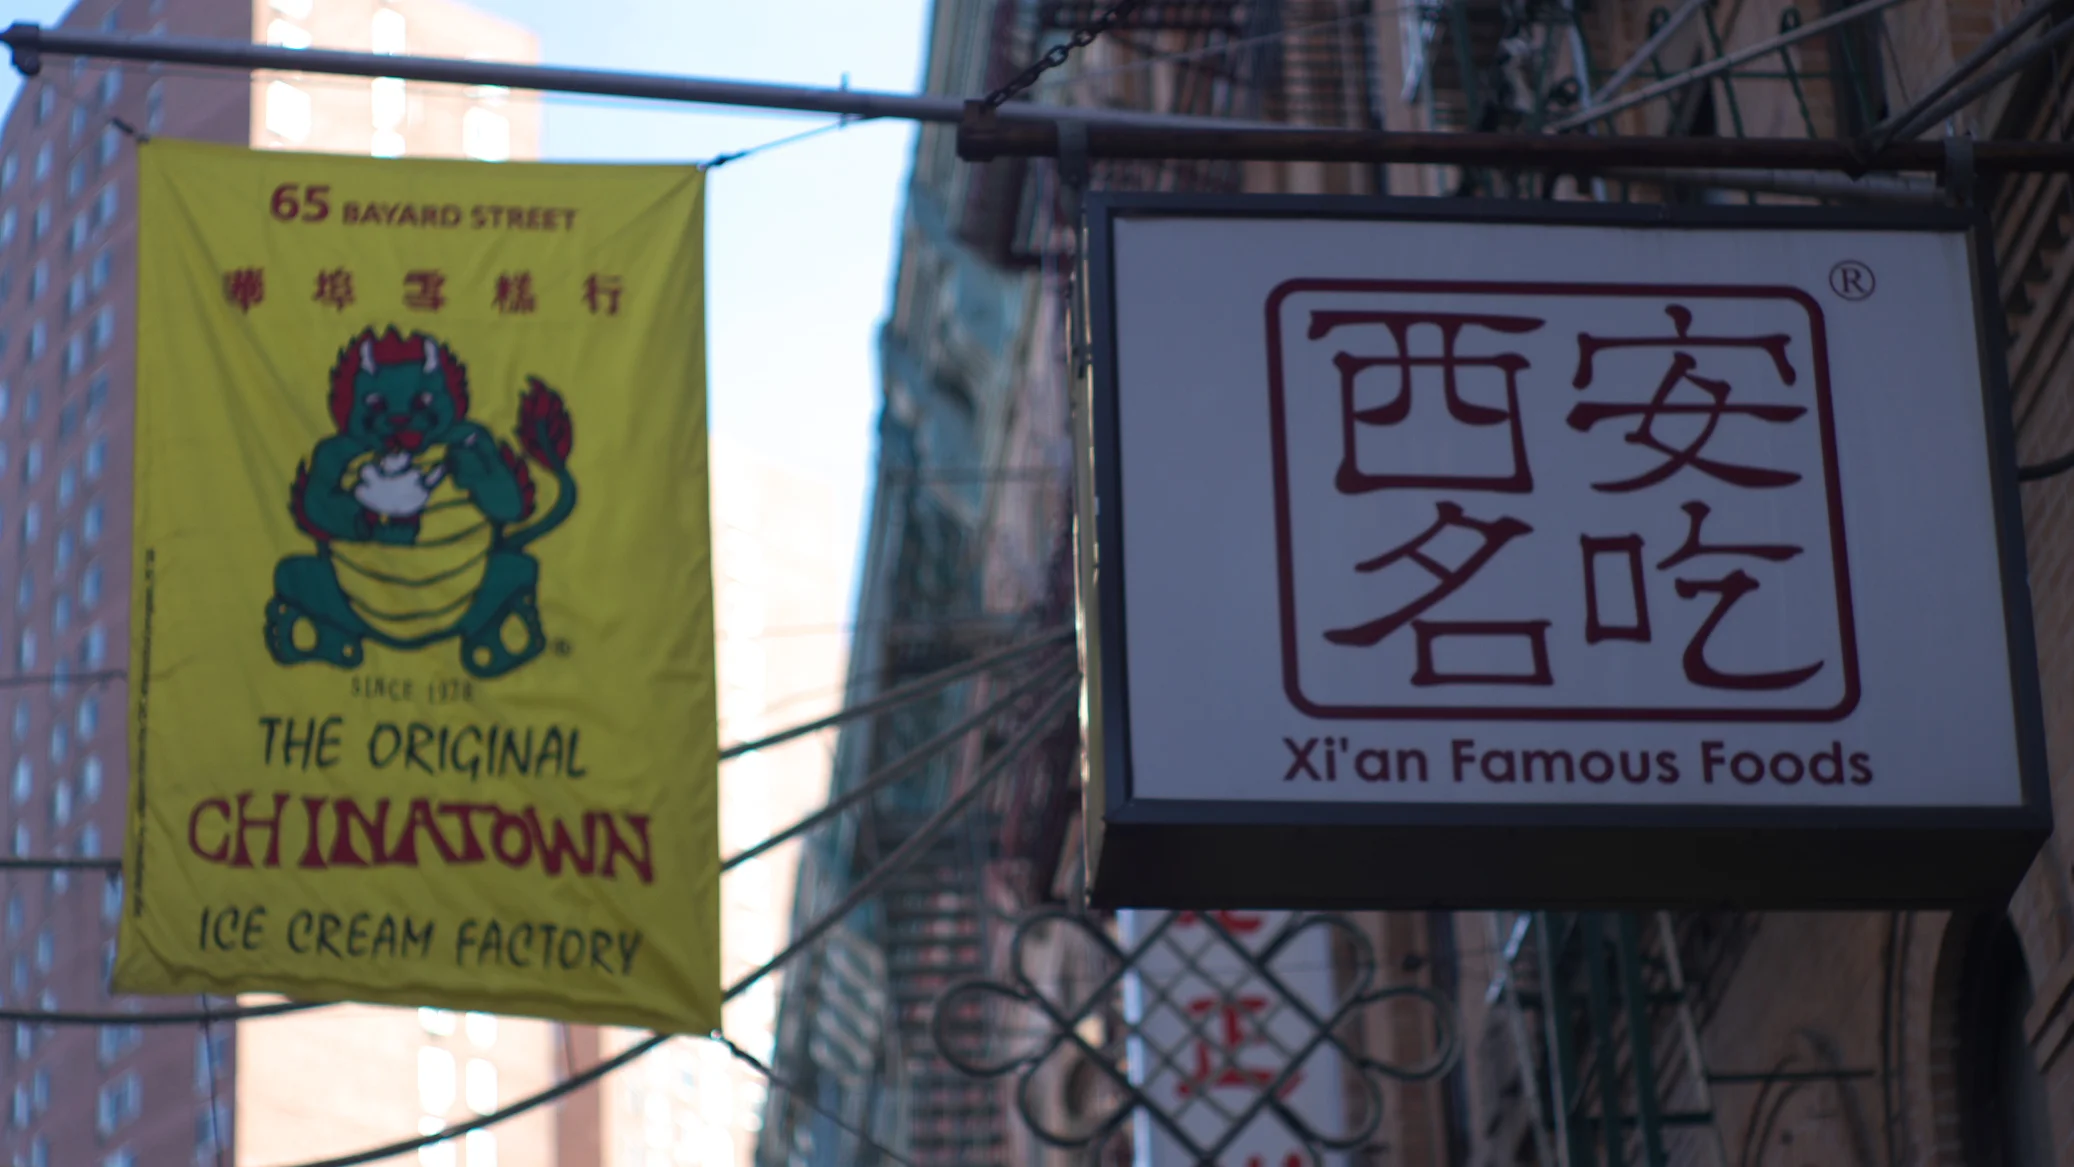 65 BAYARD STREET
華埠雪糕行
®
SINCE 1978
THE ORIGINAL
CHINATOWN
ICE CREAM FACTORY
®
西安
名吃
Xi'an Famous Foods
正